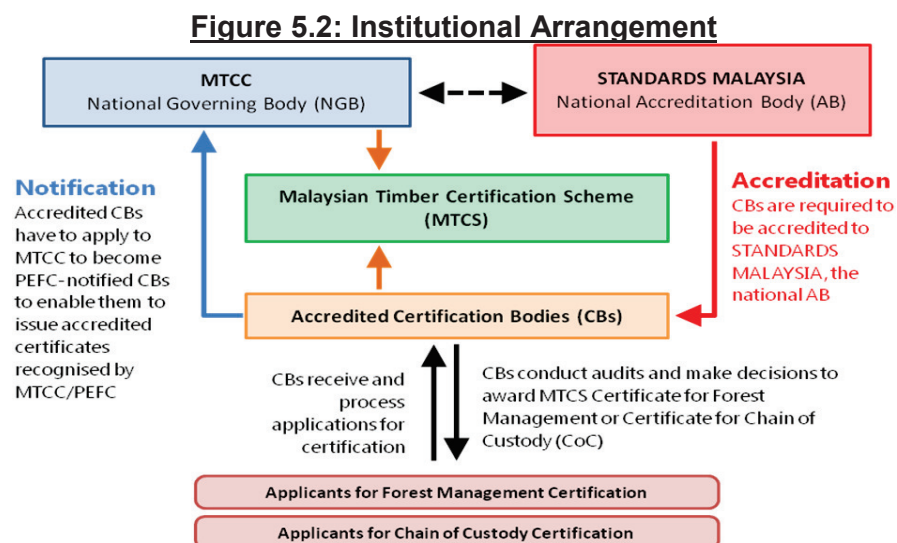 Figure 5.2: Institutional Arrangement
MTCC
National Governing Body (NGB)
STANDARDS MALAYSIA
National Accreditation Body (AB)
Notification
Accredited CBs
have to apply to
MTCC to become
PEFC-notified CBs
to enable them to
issue accredited
certificates
recognised by
MTCC/PEFC
Malaysian Timber Certification Scheme
(MTCS)
Accreditation
CBs are required to
be accredited to
STANDARDS
MALAYSIA, the
national AB
Accredited Certification Bodies (CBs)
CBs receive and
process
applications for
certification
CBs conduct audits and make decisions to
award MTCS Certificate for Forest
Management or Certificate for Chain of
Custody (CoC)
Applicants for Forest Management Certification
Applicants for Chain of Custody Certification